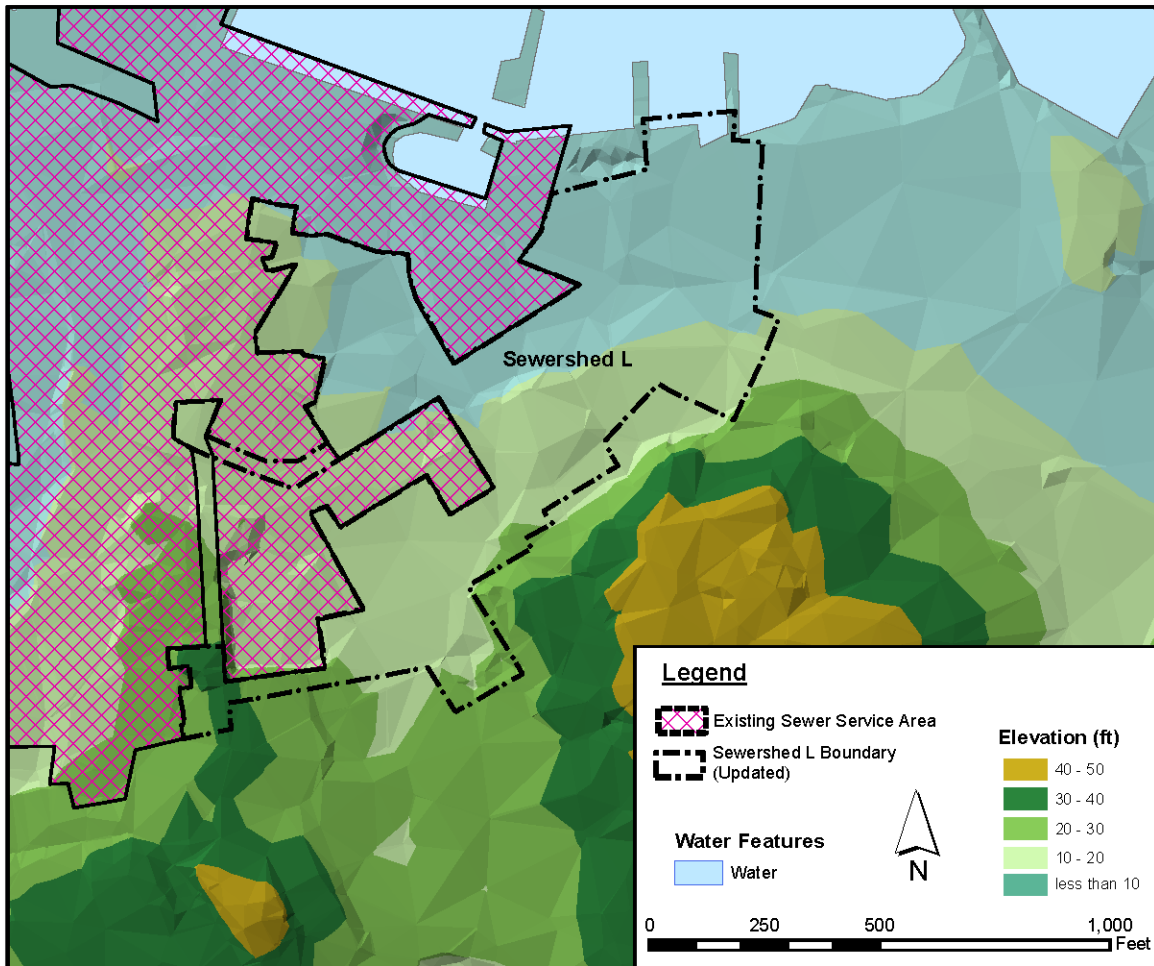 Sewershed L
Legend
Existing Sewer Service Area
Sewershed L Boundary
(Updated)
Water Features
Water
N
Elevation (ft)
40 - 50
30 - 40
20 - 30
10 - 20
less than 10
0 250 500 1,000
Feet